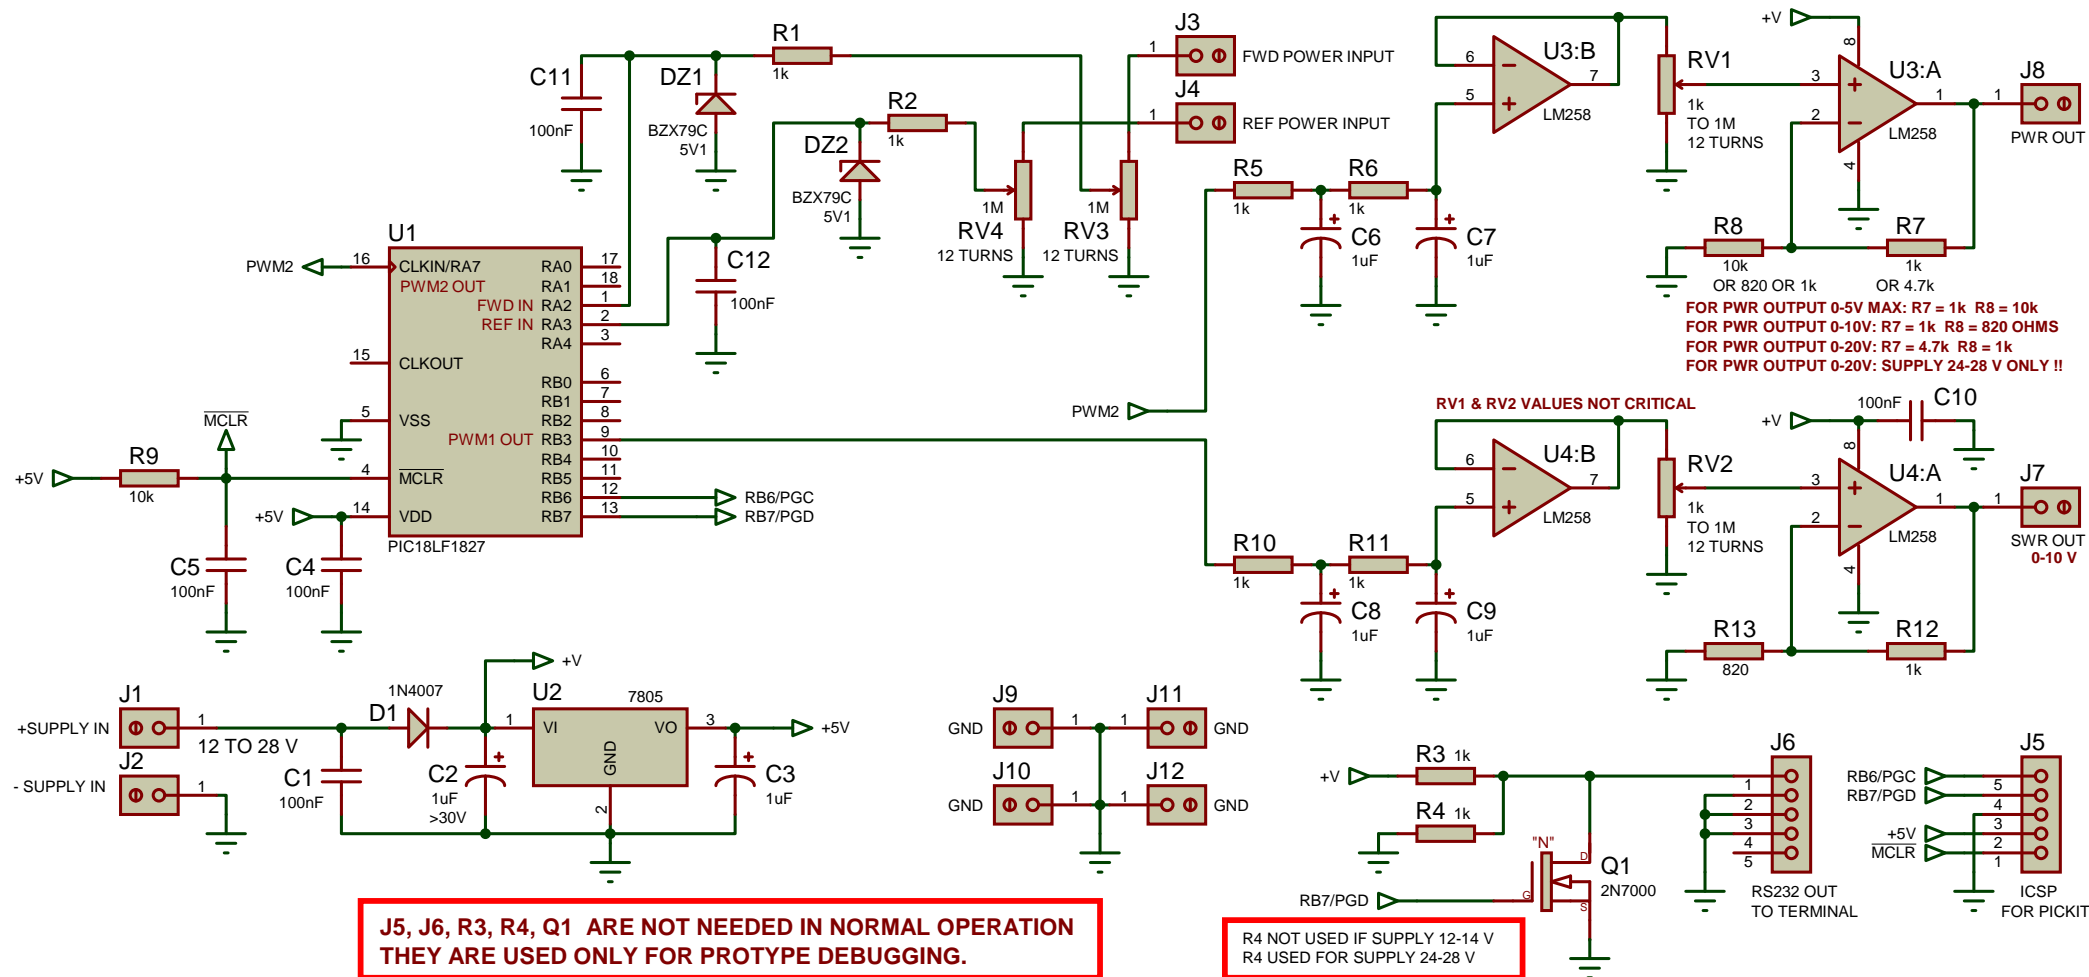 C11
100nF
DZ1
BZX79C
5V1
R1
1k
J3
1
FWD POWER INPUT
J4
1
REF POWER INPUT
R2
1k
DZ2
BZX79C
5V1
1M
RV4
12 TURNS
1M
RV3
12 TURNS
C12
100nF
U1
PWM2
16
CLKIN/RA7
PWM2 OUT
15
CLKOUT
5
VSS
4
MCLR
14
VDD
RA0
17
RA1
18
FWD IN
RA2
1
REF IN
RA3
2
RA4
3
RB0
6
RB1
7
RB2
8
PWM1 OUT
RB3
9
RB4
10
RB5
11
RB6
12
RB7
13
PIC18LF1827
RB6/PGC
RB7/PGD
MCLR
+5V
R9
10k
+5V
C5
100nF
C4
100nF
PWM2
R5
1k
R6
1k
C6
1uF
C7
1uF
6
5
7
U3:B
LM258
RV1
1k
TO 1M
12 TURNS
+V
8
3
2
4
1
U3:A
LM258
J8
1
PWR OUT
R8
10k
OR 820 OR 1k
R7
1k
OR 4.7k
FOR PWR OUTPUT 0-5V MAX: R7 = 1k R8 = 10k
FOR PWR OUTPUT 0-10V: R7 = 1k R8 = 820 OHMS
FOR PWR OUTPUT 0-20V: R7 = 4.7k R8 = 1k
FOR PWR OUTPUT 0-20V: SUPPLY 24-28 V ONLY !!
RV1 & RV2 VALUES NOT CRITICAL
R10
1k
R11
1k
C8
1uF
C9
1uF
6
5
7
U4:B
LM258
RV2
1k
TO 1M
12 TURNS
+V
100nF
C10
8
3
2
4
1
U4:A
LM258
J7
1
SWR OUT
0-10 V
R13
820
R12
1k
J1
+SUPPLY IN
1
12 TO 28 V
J2
- SUPPLY IN
1
C1
100nF
1N4007
D1
+V
C2
1uF
>30V
U2
7805
1
VI
VO
3
GND
2
+5V
C3
1uF
J9
GND
1
J11
1
GND
J10
GND
1
J12
1
GND
+V
R3
1k
R4
1k
"N"
D
G
S
Q1
2N7000
RB7/PGD
J6
1
2
3
4
5
RS232 OUT
TO TERMINAL
J5
RB6/PGC
RB7/PGD
+5V
MCLR
5
4
3
2
1
ICSP
FOR PICKIT
J5, J6, R3, R4, Q1 ARE NOT NEEDED IN NORMAL OPERATION
THEY ARE USED ONLY FOR PROTYPE DEBUGGING.
R4 NOT USED IF SUPPLY 12-14 V
R4 USED FOR SUPPLY 24-28 V